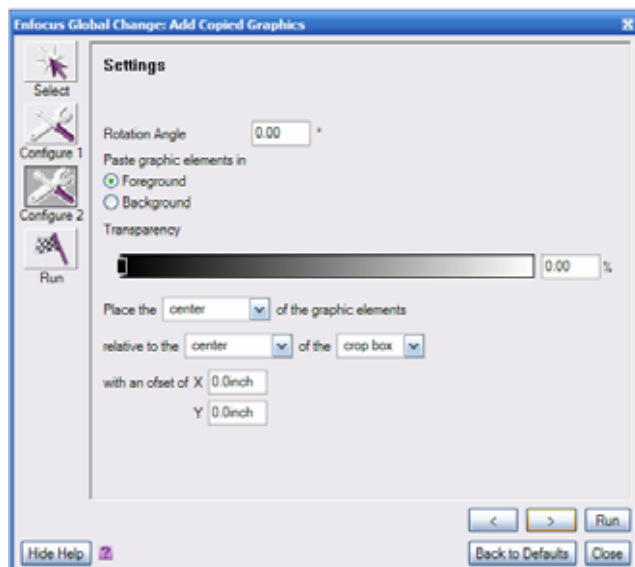 Enfocus Global Change: Add Copied Graphics
Select
Configure 1
Configure 2
Run
Settings
Rotation Angle 0.00 °
Paste graphic elements in
Foreground
Background
Transparency
0.00 %
Place the center of the graphic elements
relative to the center of the crop box
with an ofset of X 0.0inch
Y 0.0inch
< > Run
Hide Help ? Back to Defaults Close